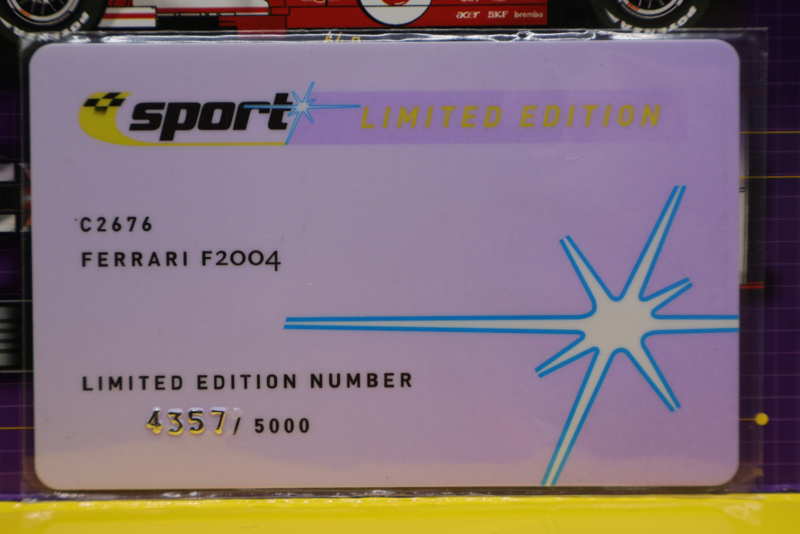 acer SKF brembo
sport LIMITED EDITION
C2676
FERRARI F2004
LIMITED EDITION NUMBER
4357/ 5000